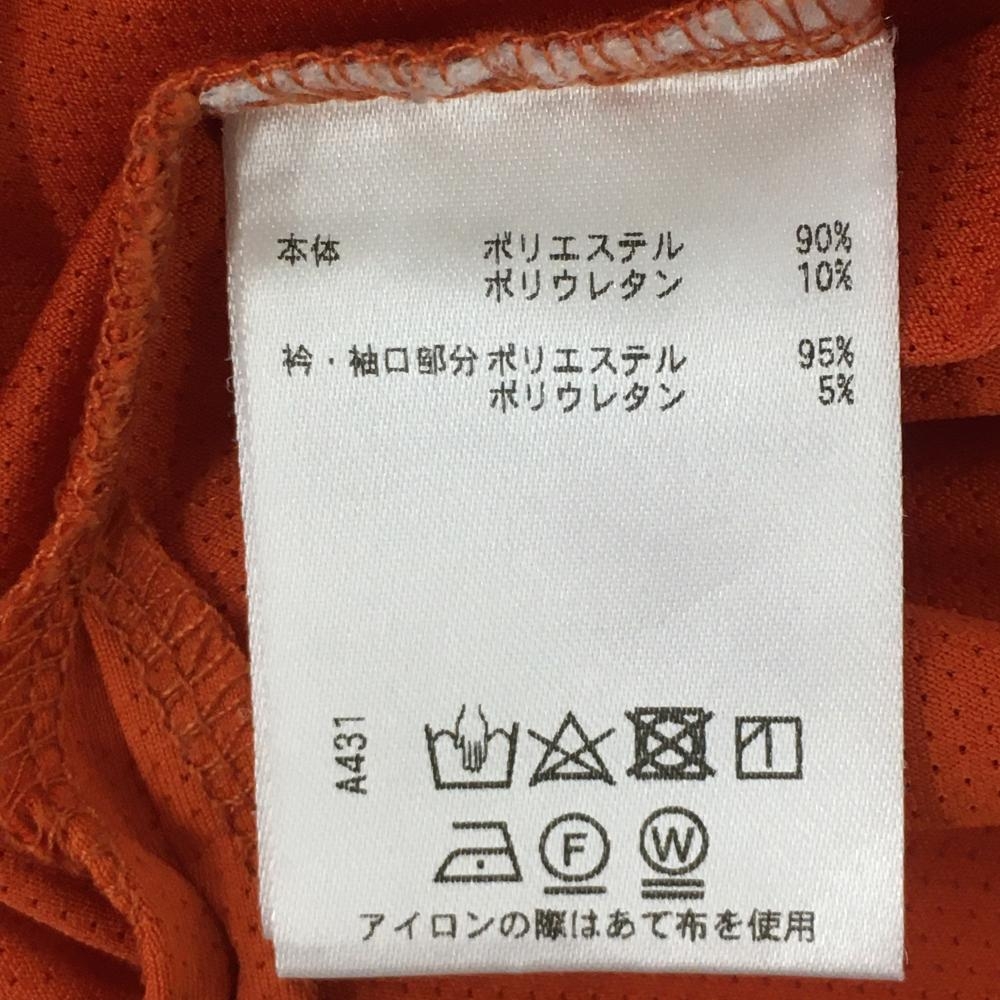 本体 ポリエステル 90%
ポリウレタン 10%
衿・袖口部分 ポリエステル 95%
ポリウレタン 5%
A431
F W
アイロンの際はあて布を使用